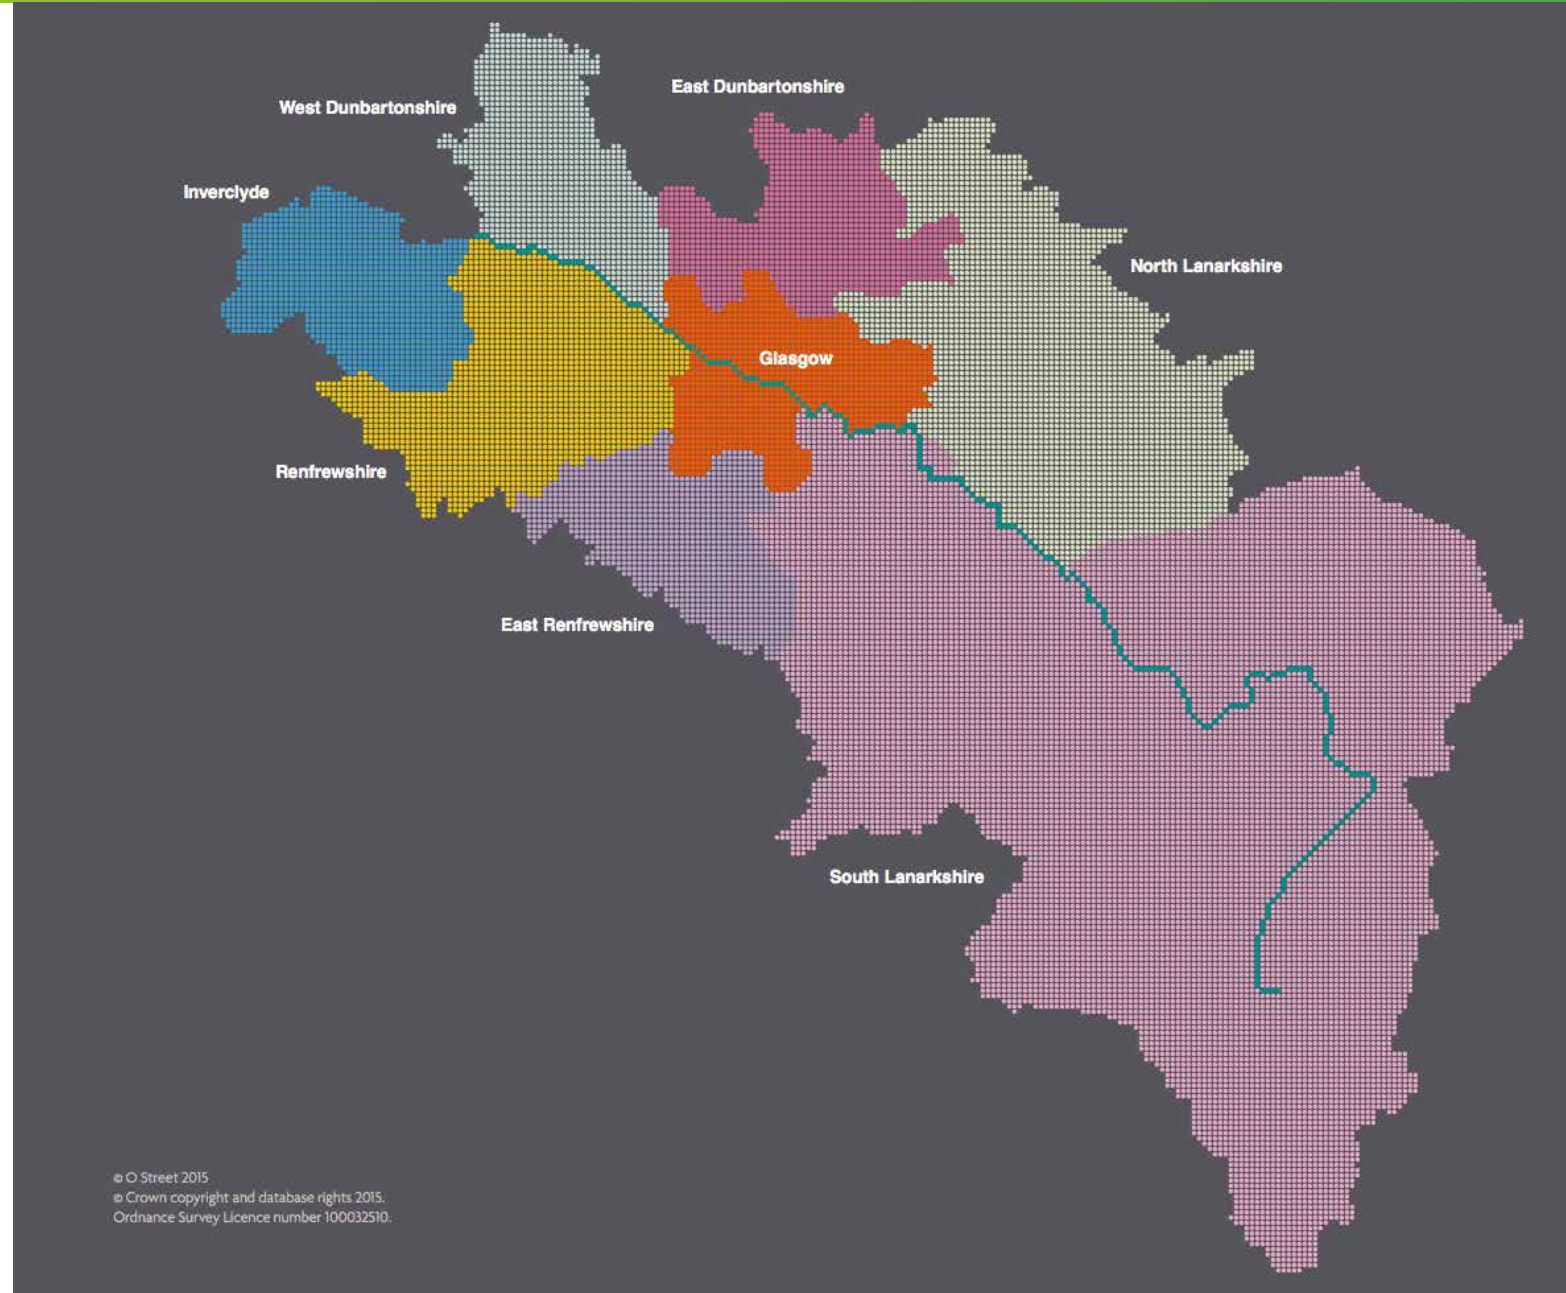 East Dunbartonshire
West Dunbartonshire
Inverclyde
North Lanarkshire
Glasgow
Renfrewshire
East Renfrewshire
South Lanarkshire
© O Street 2015
© Crown copyright and database rights 2015.
Ordnance Survey Licence number 100032510.